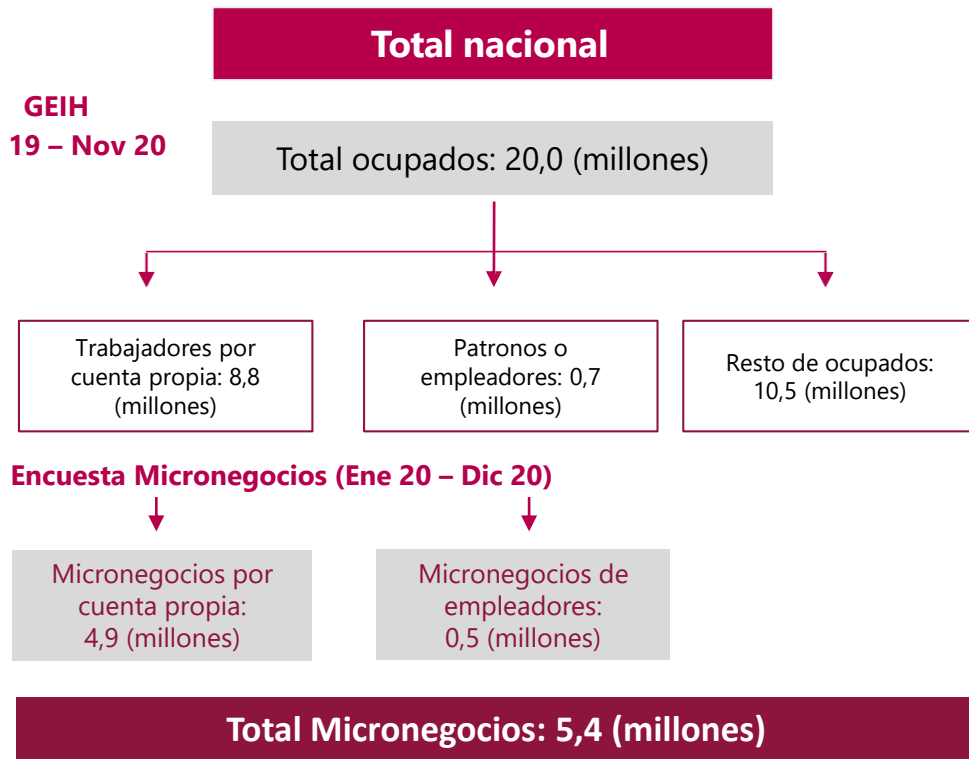 Total nacional
GEIH
19 – Nov 20
Total ocupados: 20,0 (millones)
Trabajadores por
cuenta propia: 8,8
(millones)
Patronos o
empleadores: 0,7
(millones)
Resto de ocupados:
10,5 (millones)
Encuesta Micronegocios (Ene 20 – Dic 20)
Micronegocios por
cuenta propia:
4,9 (millones)
Micronegocios de
empleadores:
0,5 (millones)
Total Micronegocios: 5,4 (millones)